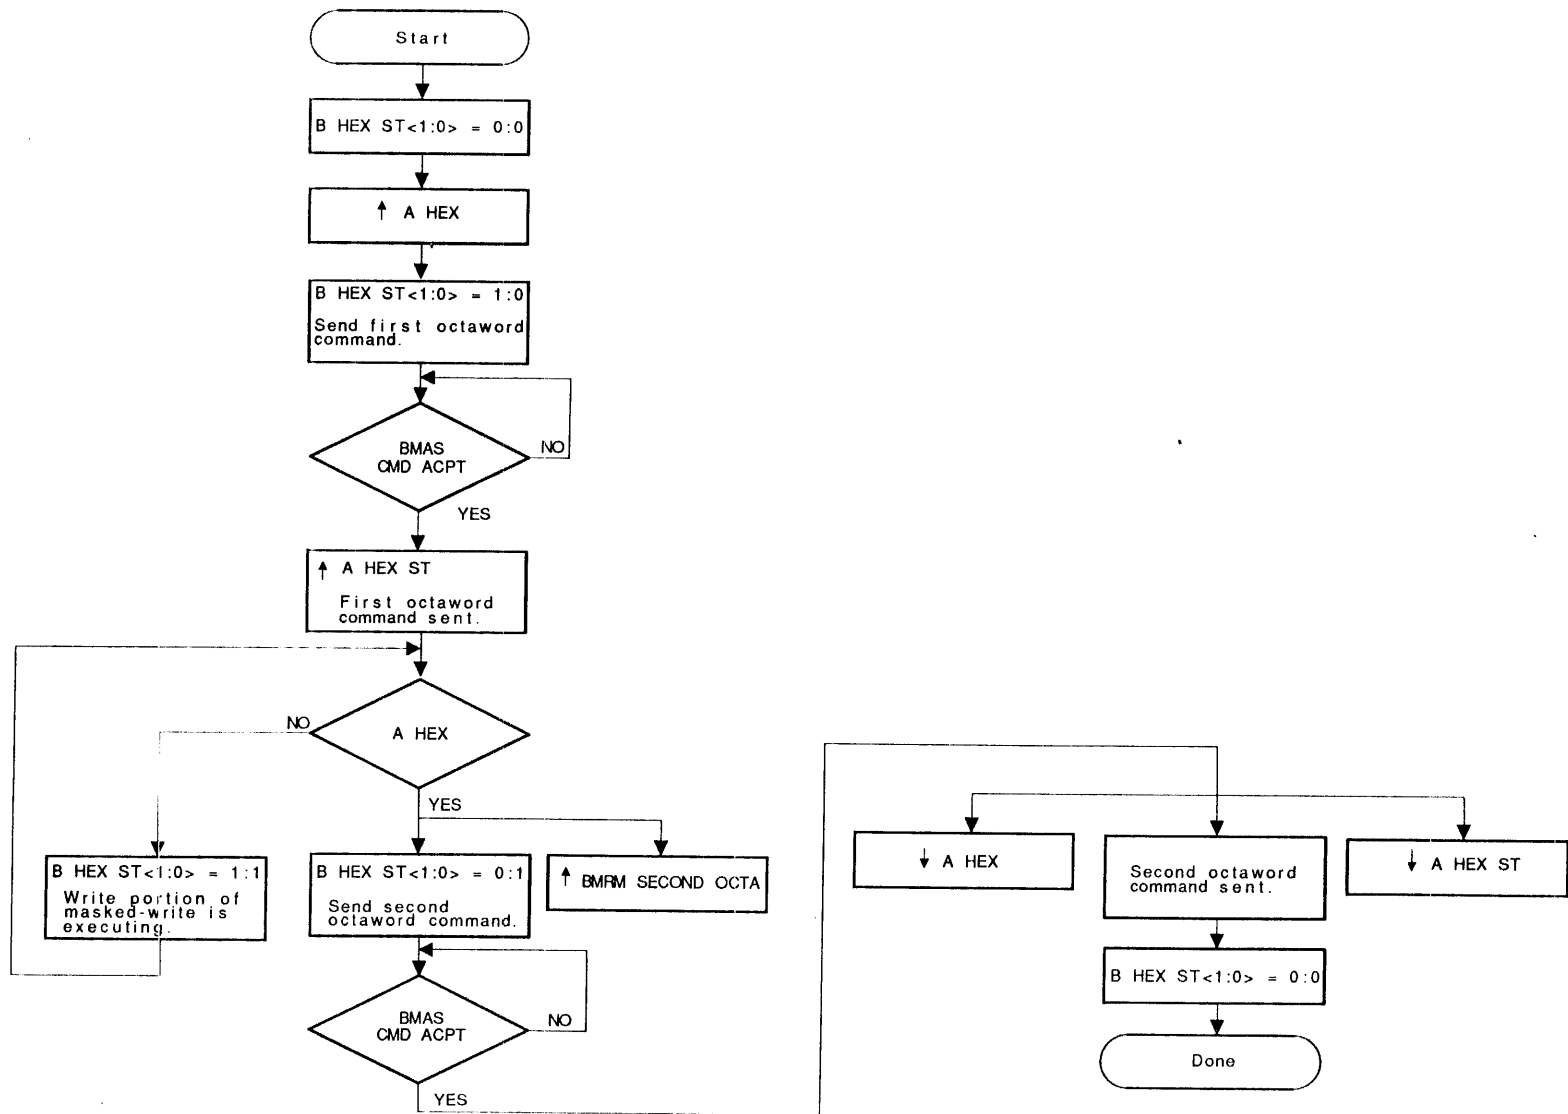 Start
B HEX ST<1:0> = 0:0
↑ A HEX
B HEX ST<1:0> = 1:0
Send first octaword
command.
BMAS
CMD ACPT
NO
YES
↑ A HEX ST
First octaword
command sent.
NO
A HEX
YES
B HEX ST<1:0> = 1:1
Write portion of
masked-write is
executing.
B HEX ST<1:0> = 0:1
Send second
octaword command.
↑ BMRM SECOND OCTA
BMAS
CMD ACPT
NO
YES
↓ A HEX
Second octaword
command sent.
↓ A HEX ST
B HEX ST<1:0> = 0:0
Done